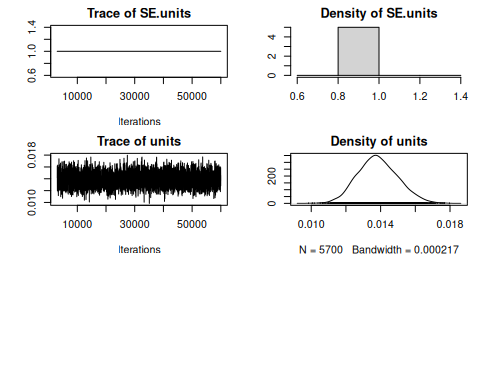 Trace of SE.units
0.6 1.0 1.4
10000 30000 50000
Iterations
Density of SE.units
0 2 4
0.6 0.8 1.0 1.2 1.4
Trace of units
0.010 0.018
10000 30000 50000
Iterations
Density of units
0 200
0.010 0.014 0.018
N = 5700 Bandwidth = 0.000217